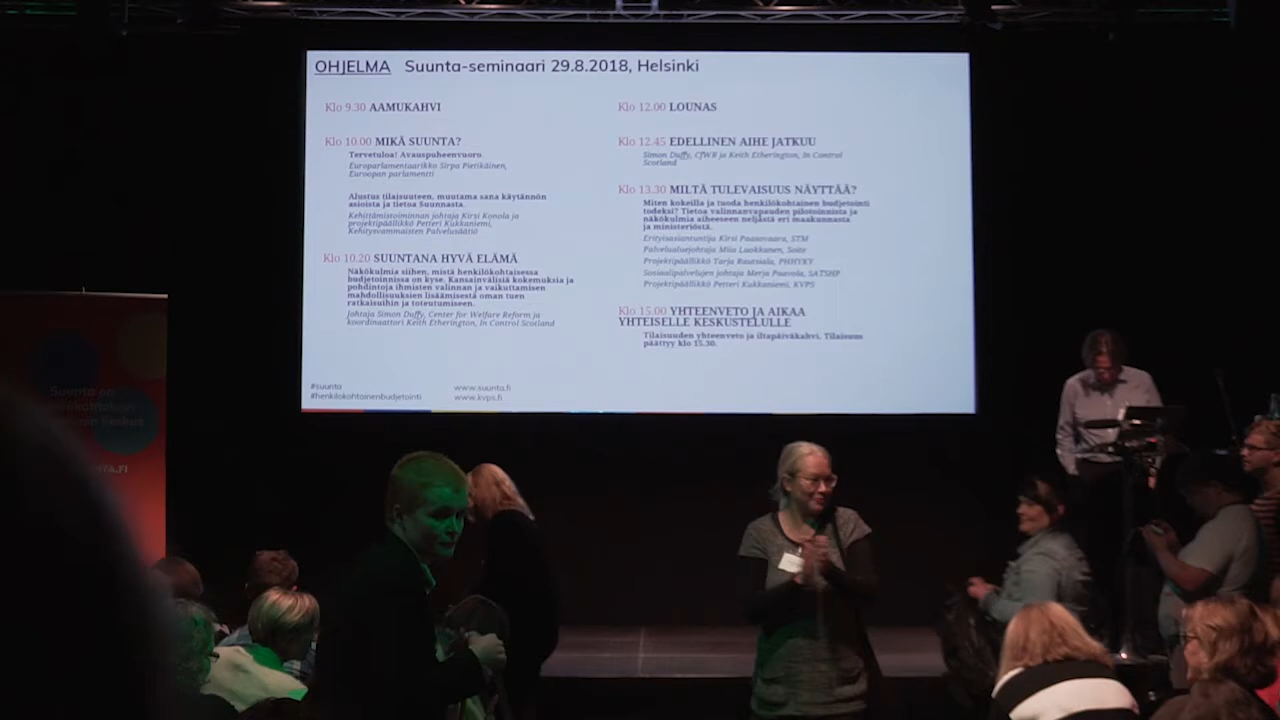 OHJELMA Suunta-seminaari 29.8.2018, Helsinki
Klo 9.30 AAMUKAHVI
Klo 10.00 MIKÄ SUUNTA?
Tervetuloa! Avauspuheenvuoro.
Europarlamentaarikko Sirpa Pietikäinen,
Euroopan parlamentti
Alustus tilaisuuteen, muutama sana käytännön
asioista ja tietoa Suunnasta.
Kehittämistoiminnan johtaja Kirsi Konola ja
projektipäällikkö Petteri Kukkaniemi,
Kehitysvammaisten Palvelusäätiö
Klo 10.20 SUUNTANA HYVÄ ELÄMÄ
Näkökulmia siihen, mistä henkilökohtaisessa
budjetoinnissa on kyse. Kansainvälisiä kokemuksia ja
pohdintoja ihmisten valinnan ja vaikuttamisen
mahdollisuuksien lisäämisestä oman tuen
ratkaisuihin ja toteutumiseen.
Johtaja Simon Duffy, Center for Welfare Reform ja
koordinaattori Keith Etherington, In Control Scotland
#suunta
#henkilokohtainenbudjetointi
www.suunta.fi
www.kvps.fi
Klo 12.00 LOUNAS
Klo 12.45 EDELLINEN AIHE JATKUU
Simon Duffy, CfWR ja Keith Etherington, In Control
Scotland
Klo 13.30 MILTÄ TULEVAISUUS NÄYTTÄÄ?
Miten kokeilla ja tuoda henkilökohtainen budjetointi
todeksi? Tietoa valinnanvapauden pilotoinnista ja
näkökulmia aiheeseen neljästä eri maakunnasta
ja ministeriöstä.
Erityisasiantuntija Kirsi Paasovaara, STM
Palvelualuejohtaja Mila Luokkanen, Soite
Projektipäällikkö Tarja Rautsiala, PHHYKY
Sosiaalipalvelujen johtaja Merja Paavola, SATSHP
Projektipäällikkö Petteri Kukkaniemi, KVPS
Klo 15.00 YHTEENVETO JA AIKAA
YHTEISELLE KESKUSTELULLE
Tilaisuuden yhteenveto ja iltapäiväkahvi. Tilaisuus
päättyy klo 15.30.
Suunta on